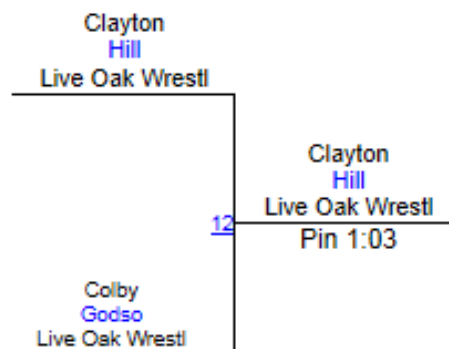 Clayton
Hill
Live Oak Wrestl
Clayton
Hill
Live Oak Wrestl
12
Pin 1:03
Colby
Godso
Live Oak Wrestl